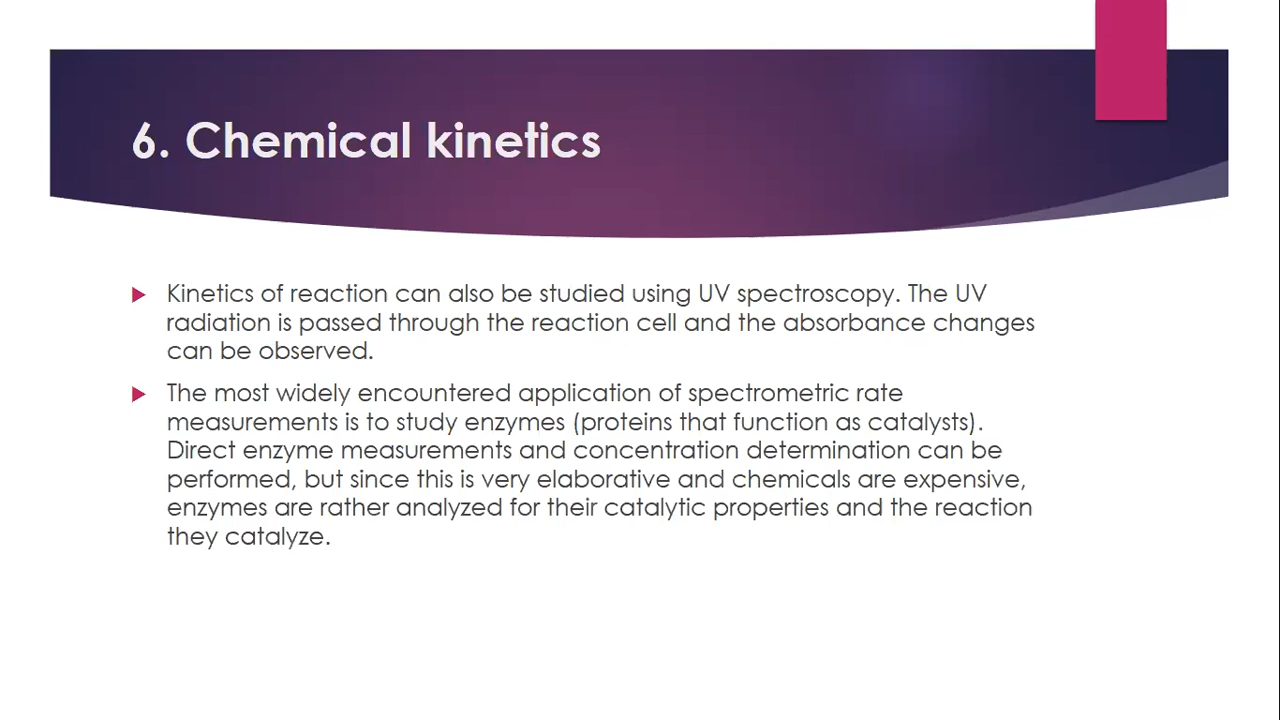 6. Chemical kinetics
Kinetics of reaction can also be studied using UV spectroscopy. The UV
radiation is passed through the reaction cell and the absorbance changes
can be observed.
The most widely encountered application of spectrometric rate
measurements is to study enzymes (proteins that function as catalysts).
Direct enzyme measurements and concentration determination can be
performed, but since this is very elaborative and chemicals are expensive,
enzymes are rather analyzed for their catalytic properties and the reaction
they catalyze.